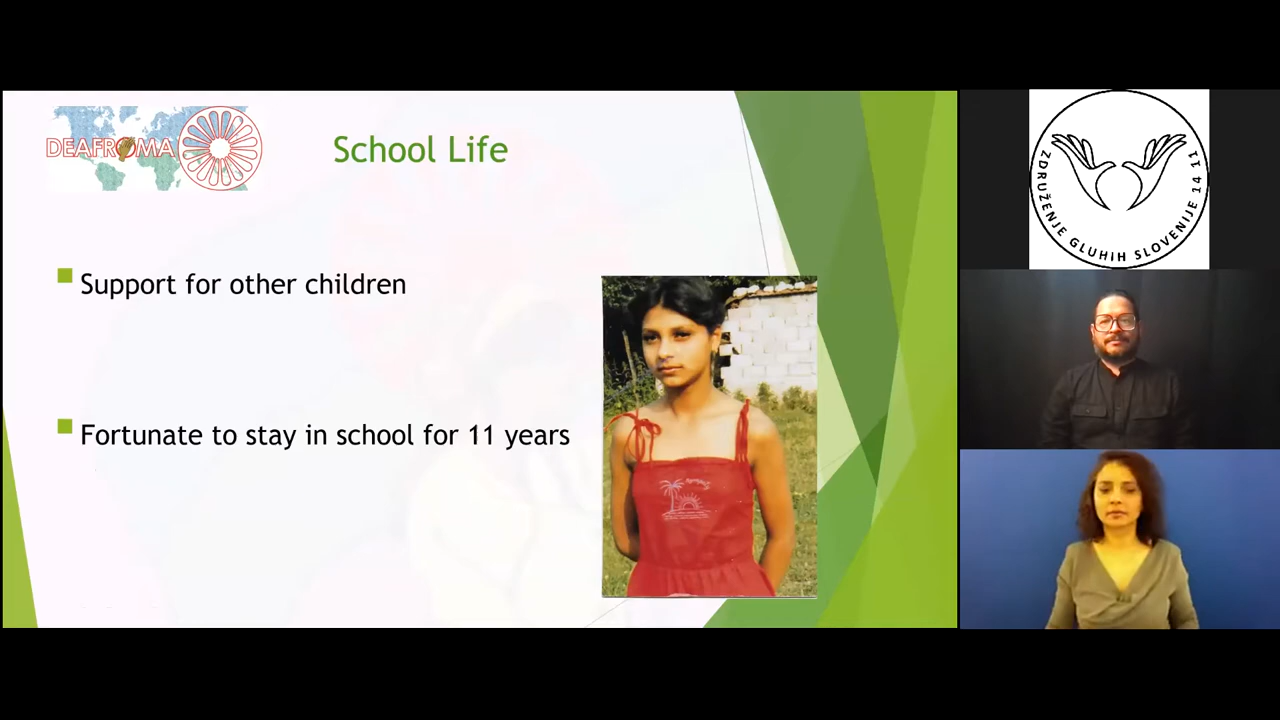 DEAFROMA
School Life
Support for other children
Fortunate to stay in school for 11 years
ZDRUŽENJE GLUHIH SLOVENIJE 14 11